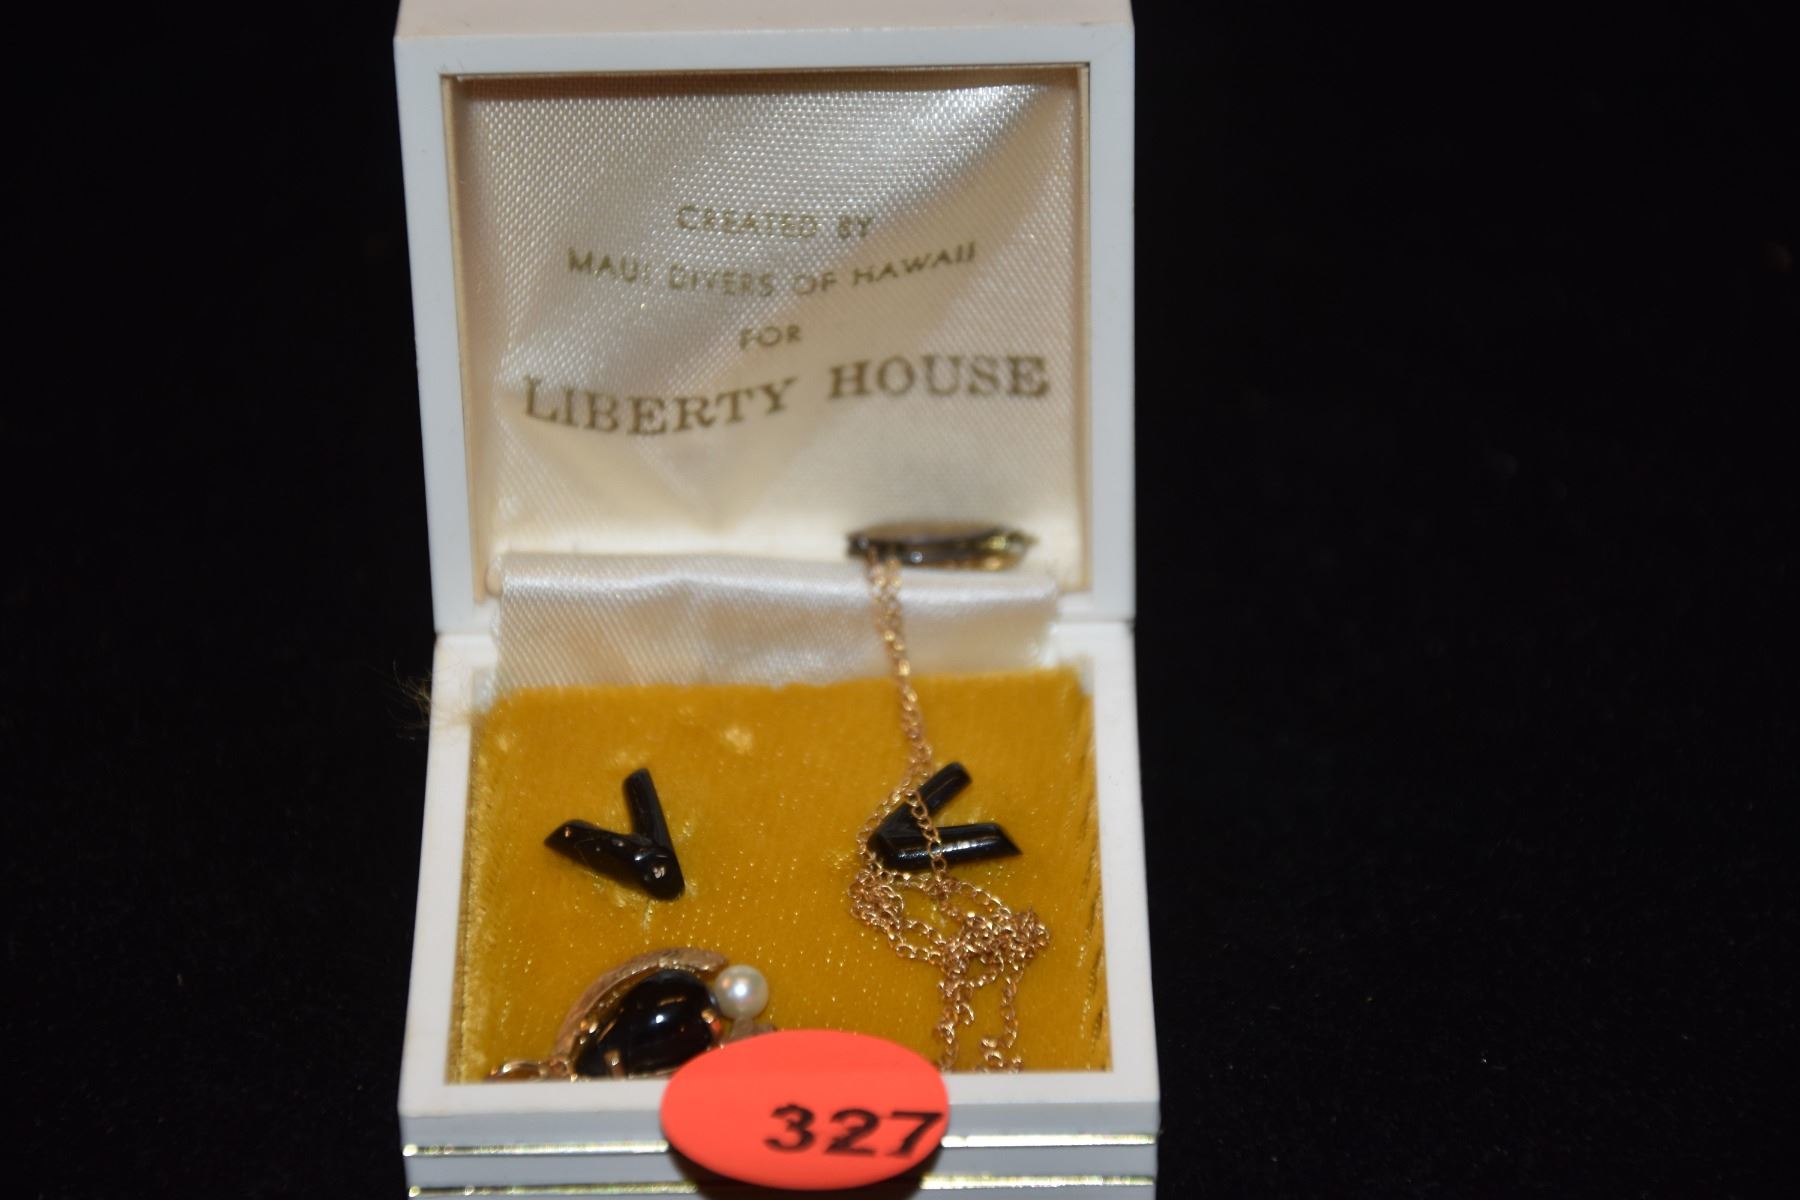 CREATED BY
MAUI DIVERS OF HAWAII
FOR
LIBERTY HOUSE
327